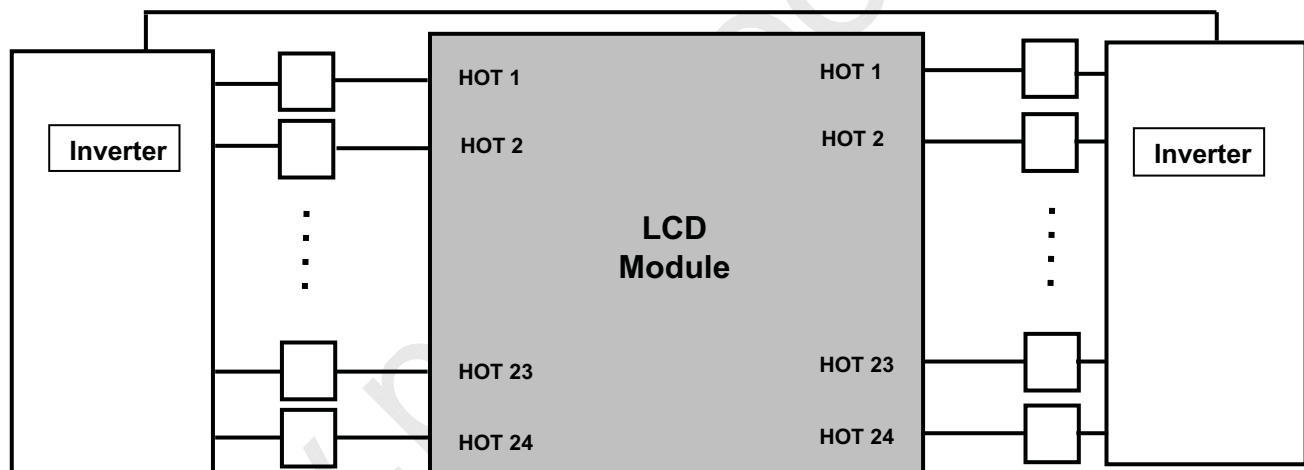 HOT 1
HOT 1
HOT 2
HOT 2
Inverter
Inverter
LCD
Module
HOT 23
HOT 23
HOT 24
HOT 24